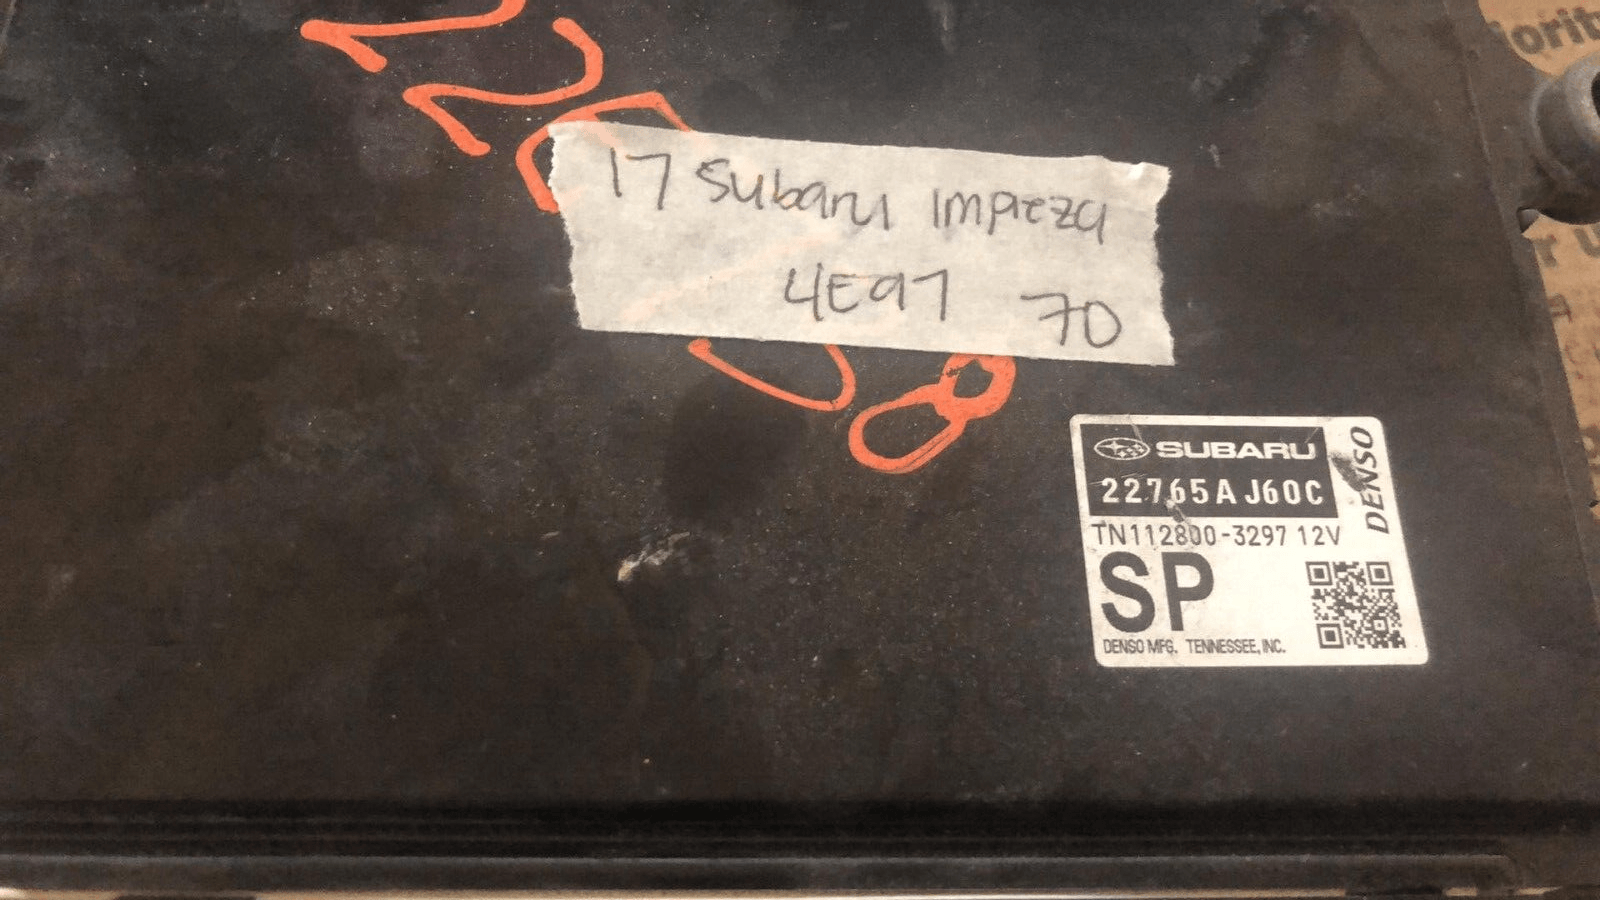 17 Subaru Impreza
4E97 70
SUBARU
22765AJ60C
DENSO
TN112800-3297 12V
SP
DENSO MFG. TENNESSEE, INC.